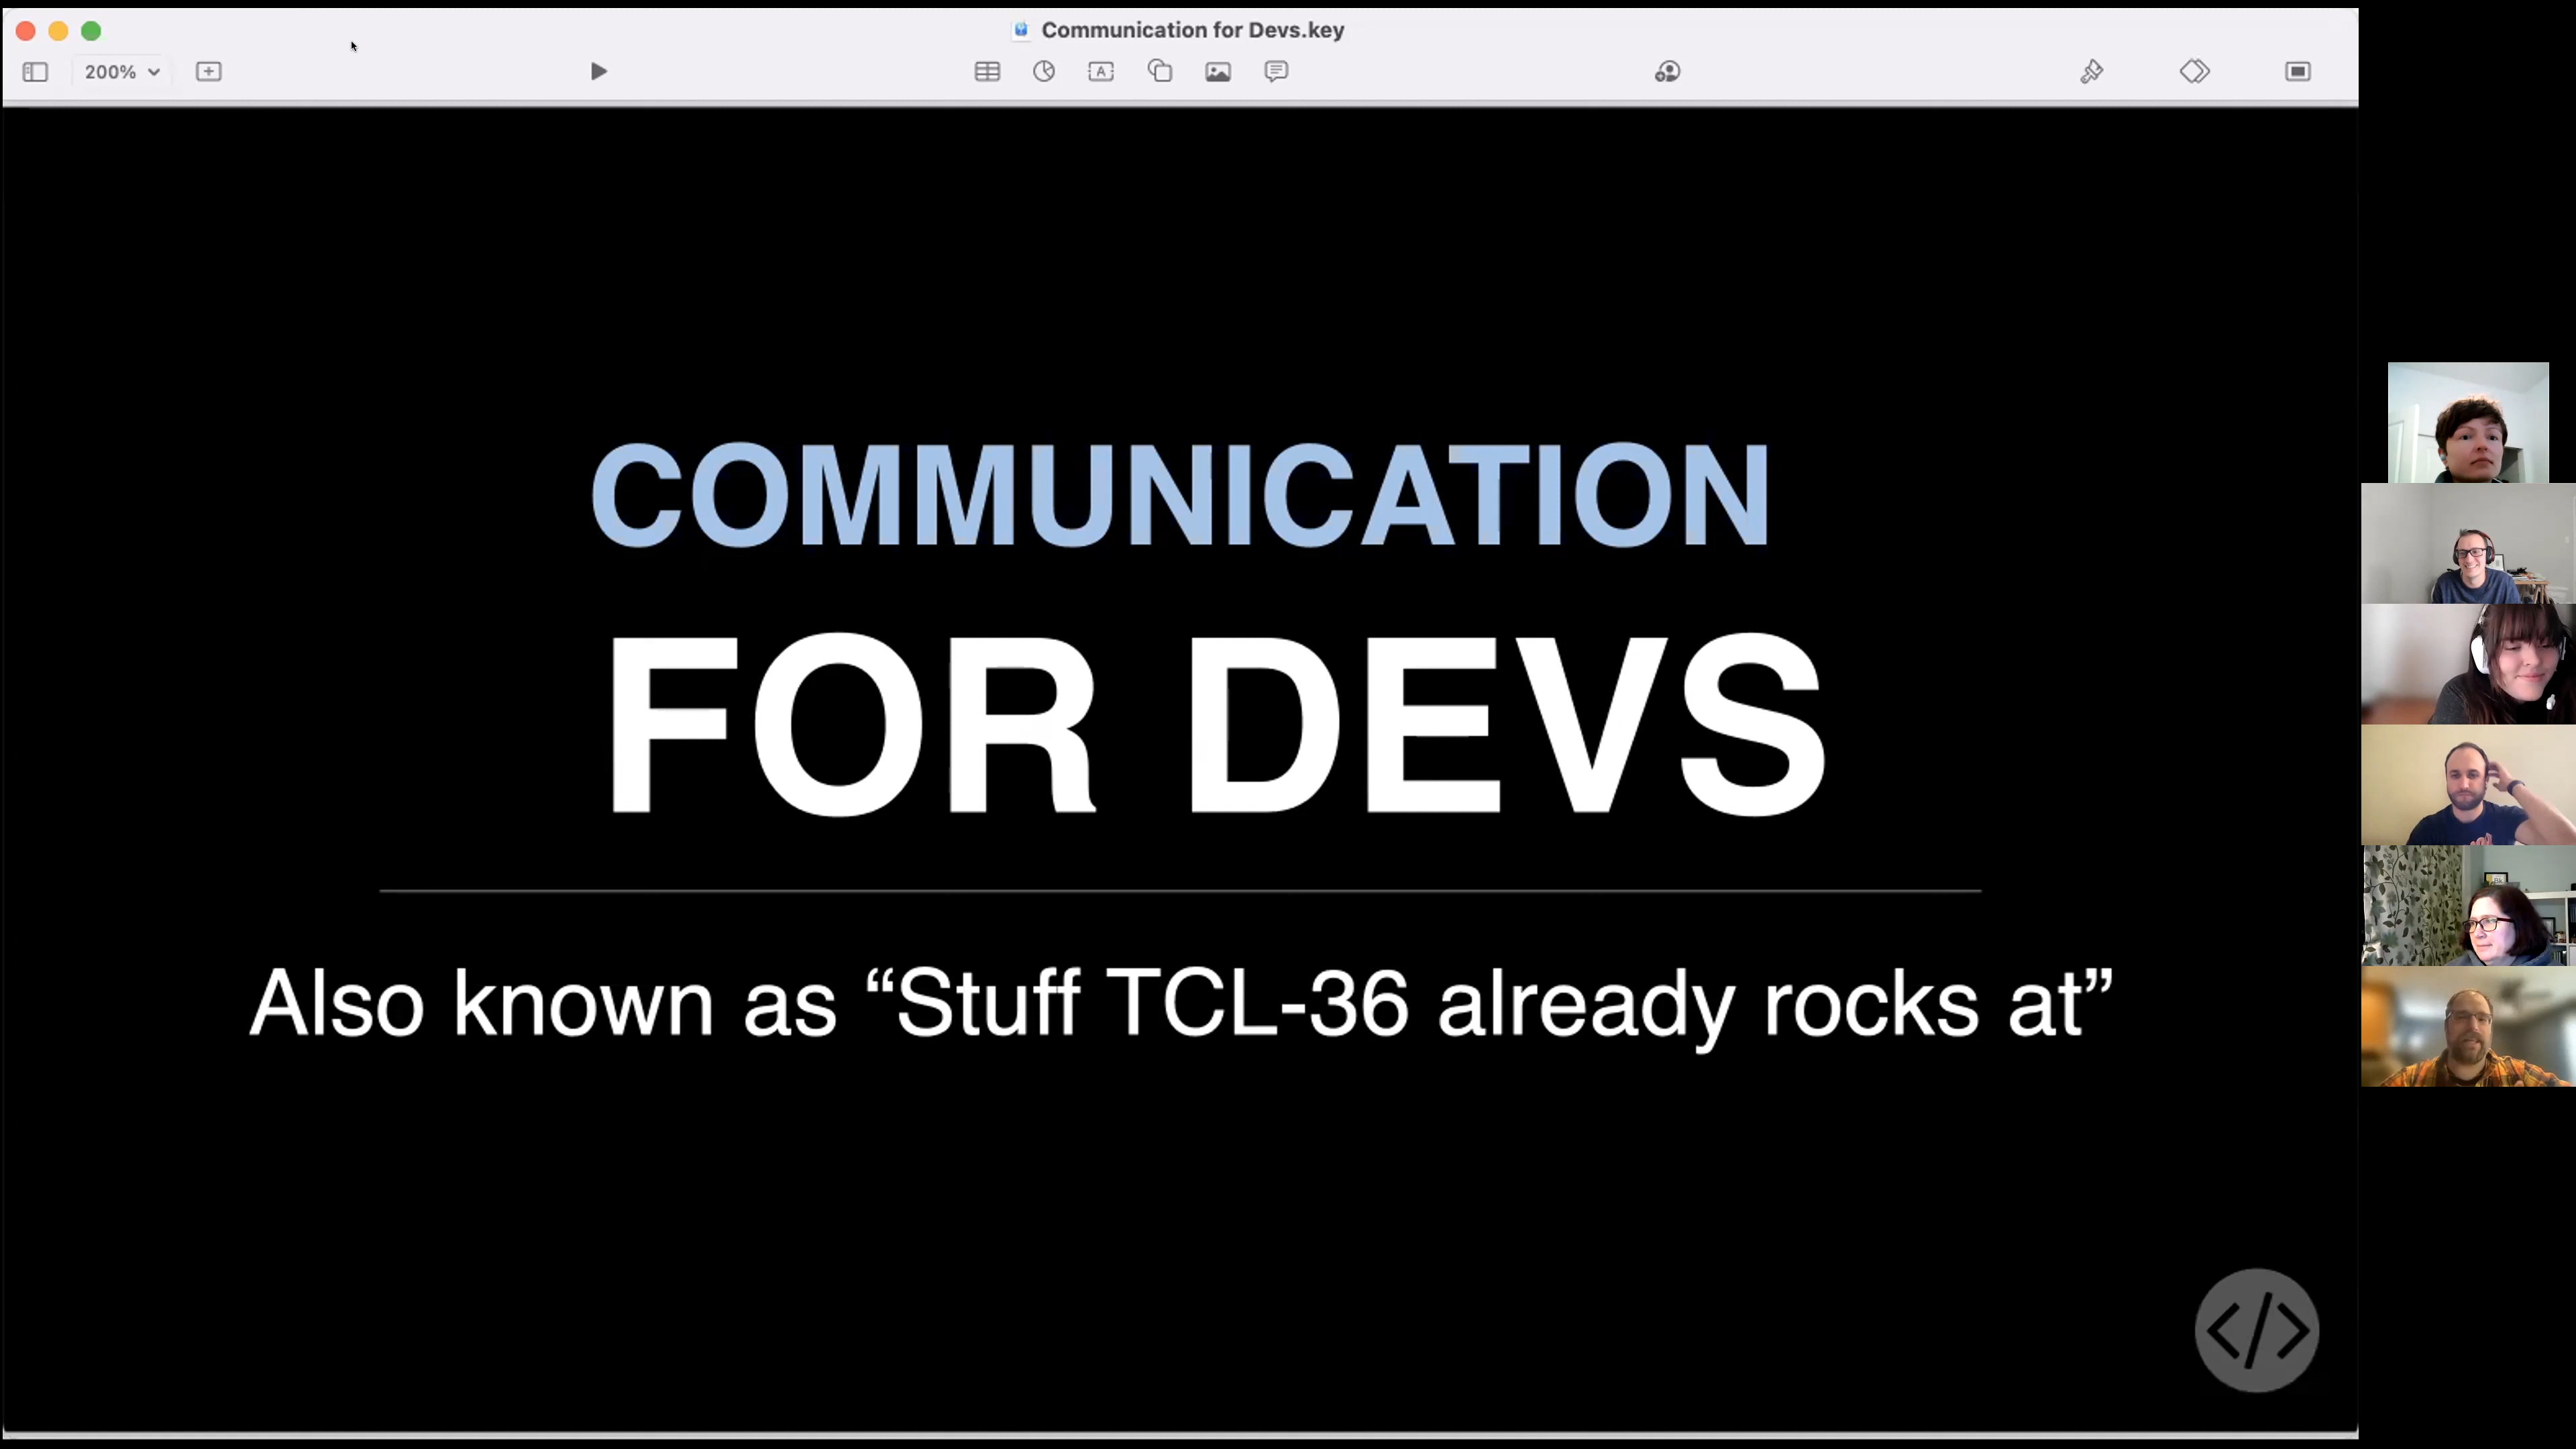 Communication for Devs.key
200%
COMMUNICATION
FOR DEVS
Also known as “Stuff TCL-36 already rocks at”
</>